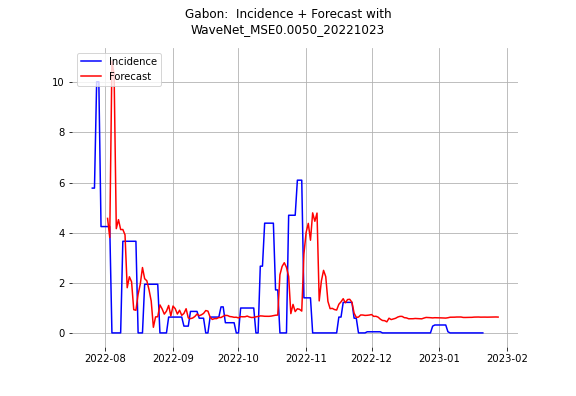 Gabon:  Incidence + Forecast with
WaveNet_MSE0.0050_20221023
Incidence
Forecast
10
8
6
4
2
0
2022-08 2022-09 2022-10 2022-11 2022-12 2023-01 2023-02